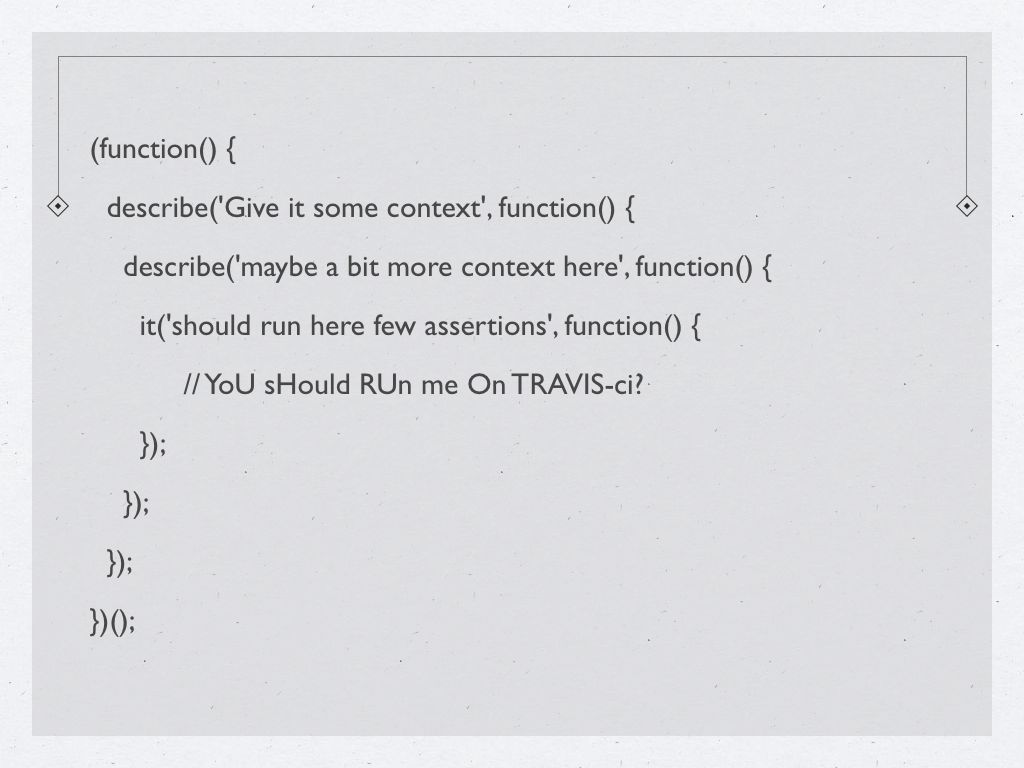 (function() {
describe('Give it some context', function() {
describe('maybe a bit more context here', function() {
it('should run here few assertions', function() {
// YoU sHould RUn me On TRAVIS-ci?
});
});
});
})();